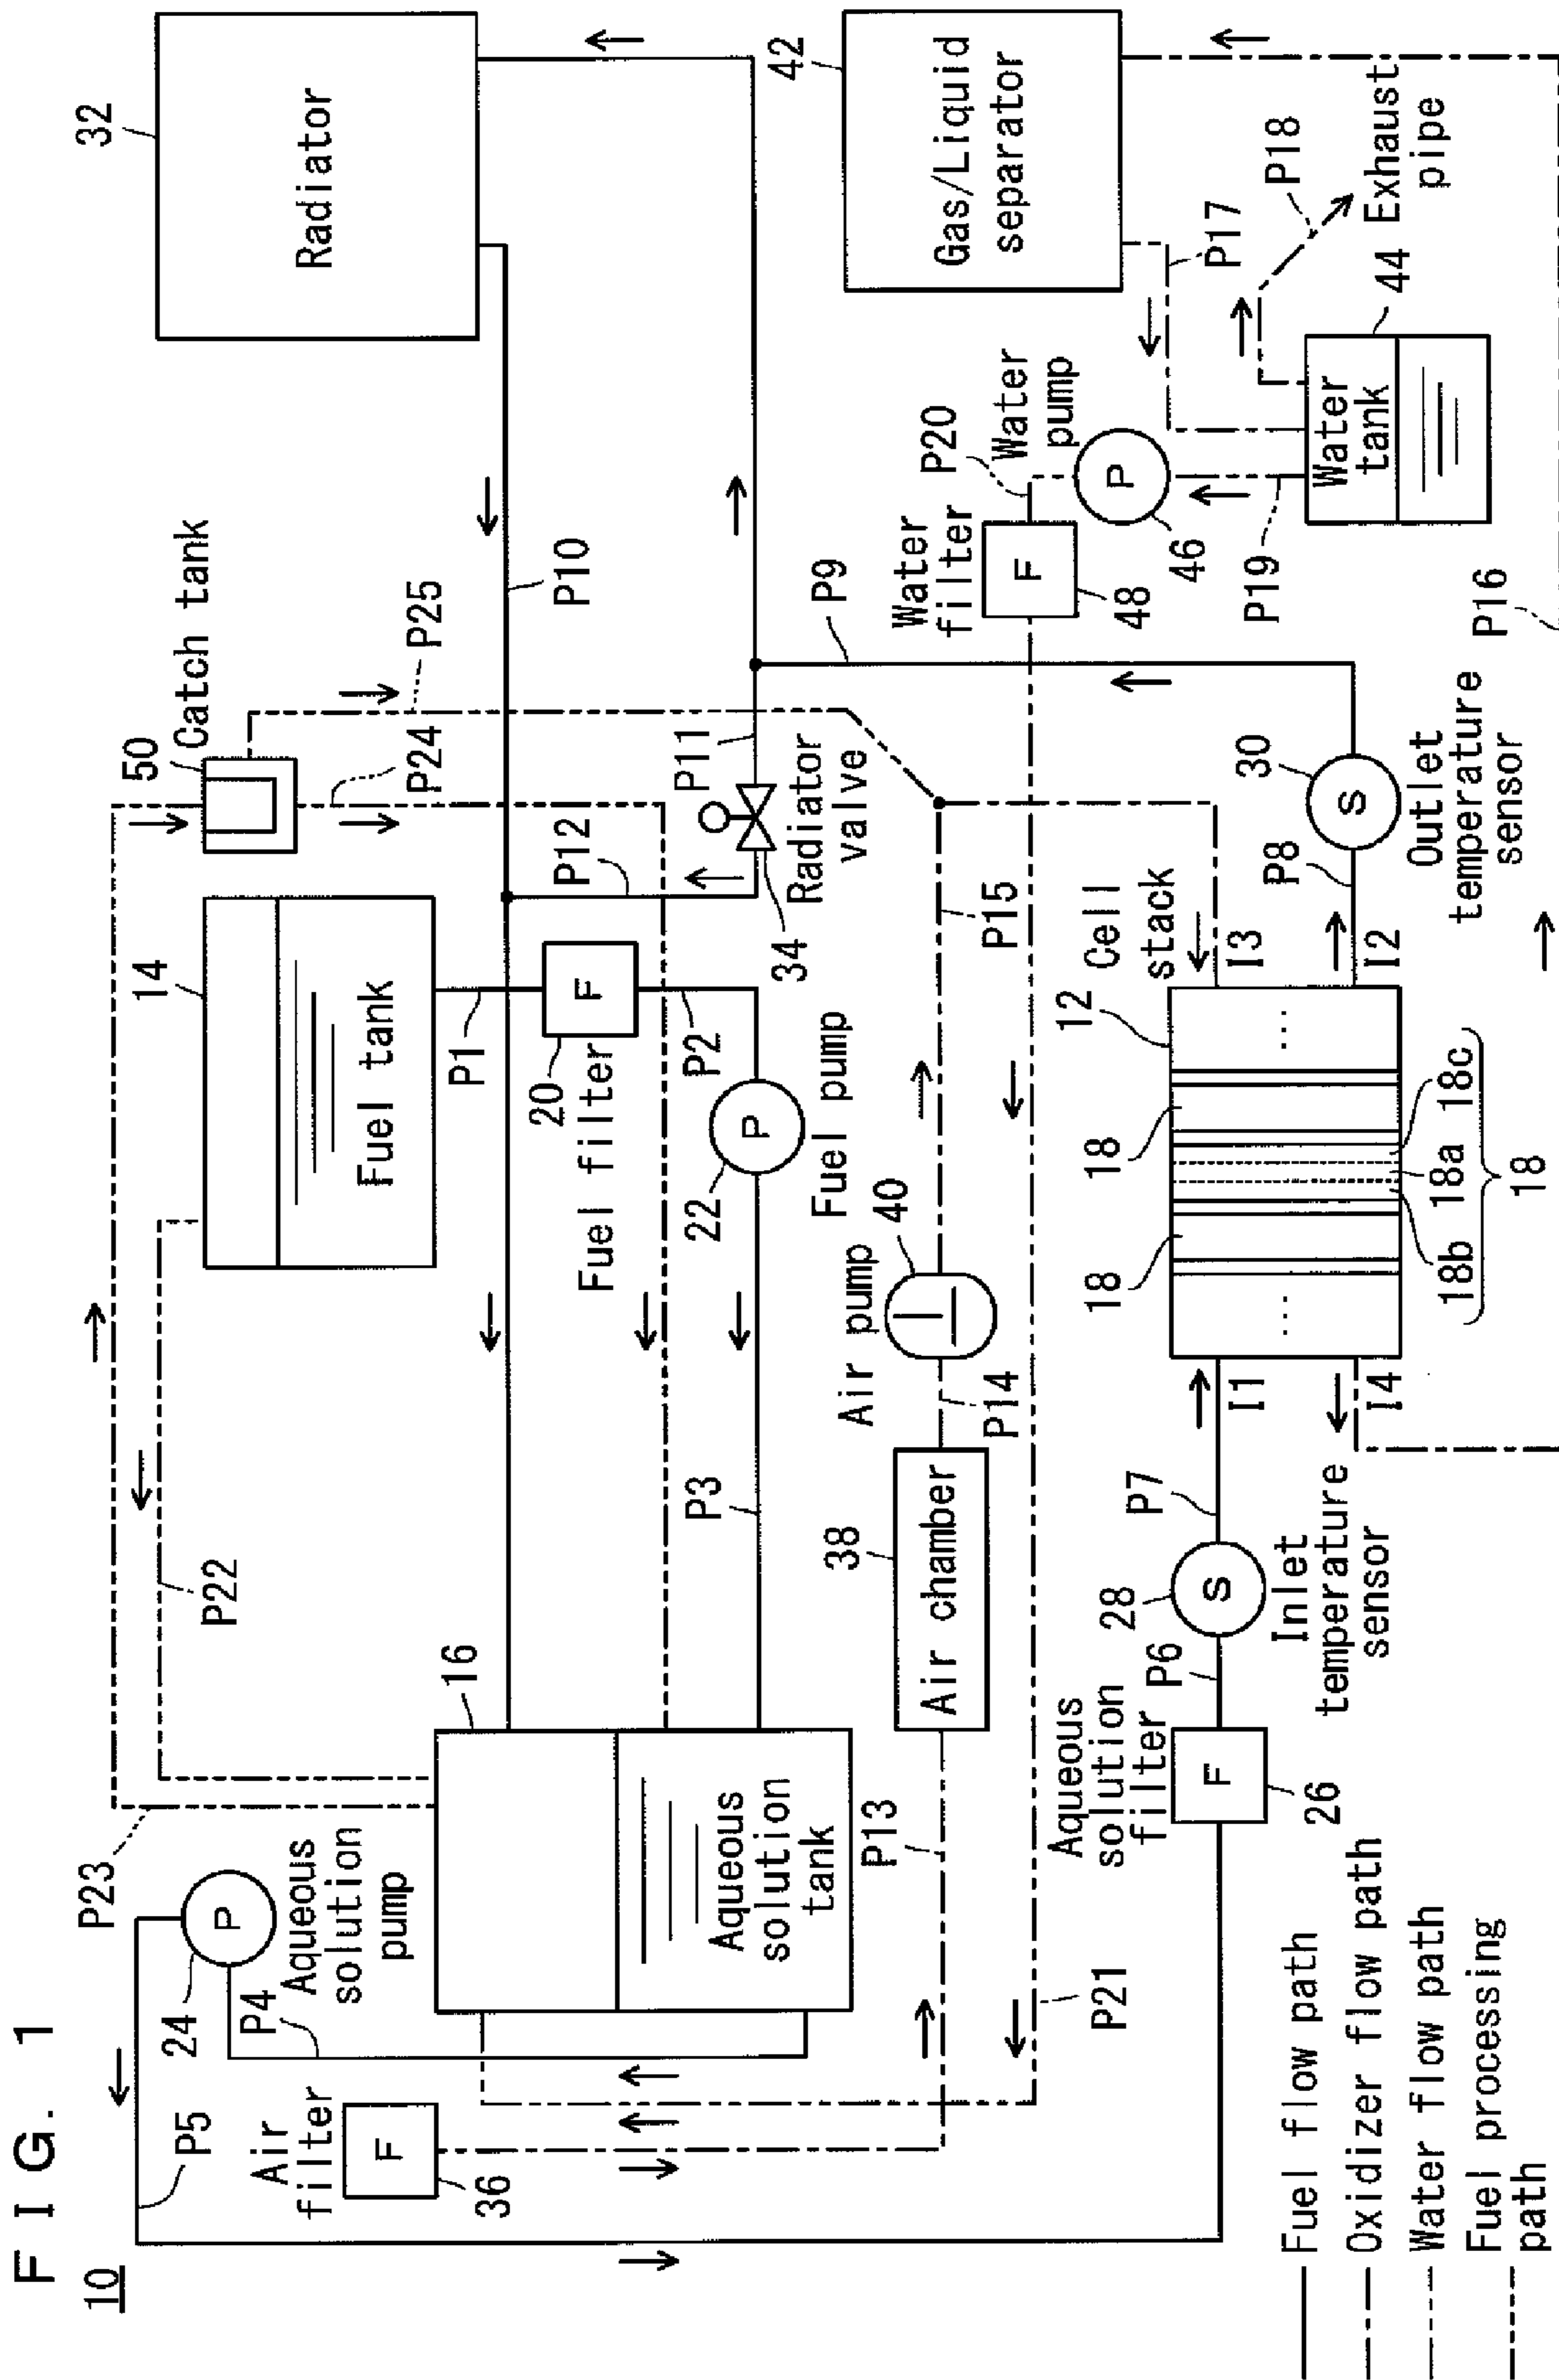 FIG. 1
10
P5
24
P
P4
Aqueous
solution
pump
P23
P22
14
Fuel tank
50
Catch tank
P24
P25
32
Radiator
Air
filter
F
36
16
Aqueous
solution
tank
P1
20
F
Fuel filter
P2
22
P
Fuel pump
P3
P12
P11
Radiator
valve
34
P10
P9
42
Gas/Liquid
separator
P13
38
Air chamber
P14
Air pump
40
P15
Water
filter
F
48
P20
Water
pump
P
46
P19
P17
P18
Exhaust
pipe
44
Water
tank
P21
Aqueous
solution
filter
F
26
P6
28
S
Inlet
temperature
sensor
P7
I1
I4
18
18
18b
18a
18c
18
12
Cell
stack
I3
I2
P8
30
S
Outlet
temperature
sensor
P16
Fuel flow path
Oxidizer flow path
Water flow path
Fuel processing
path